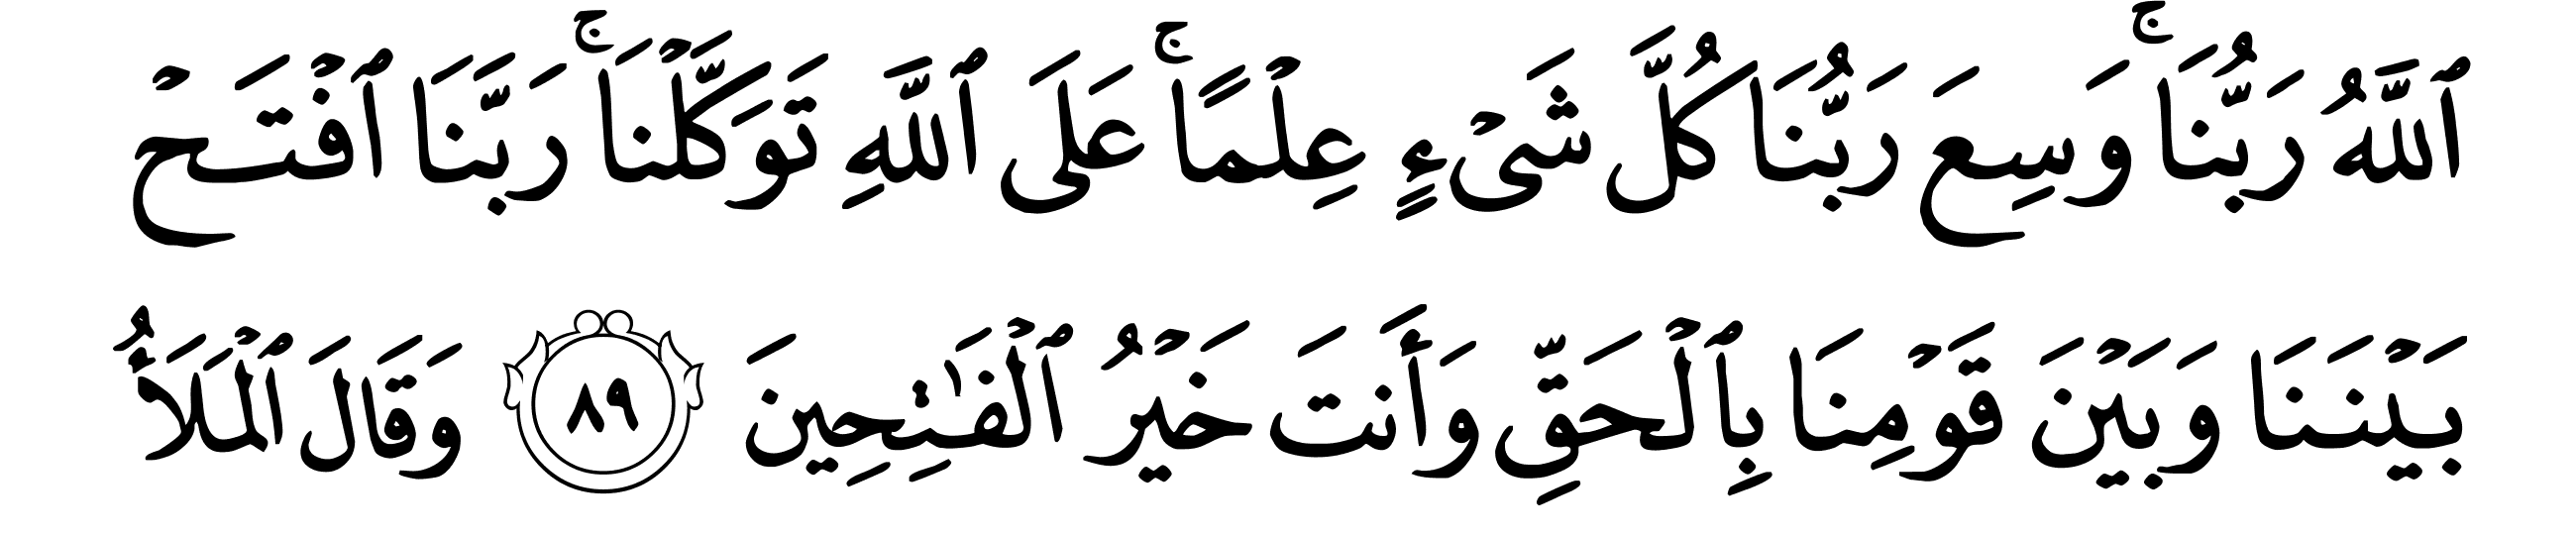 ٱللَّهُ رَبُّنَاۚ وَسِعَ رَبُّنَا كُلَّ شَىْءٍ عِلْمًاۚ عَلَى ٱللَّهِ تَوَكَّلْنَاۚ رَبَّنَا ٱفْتَحْ
بَيْنَنَا وَبَيْنَ قَوْمِنَا بِٱلْحَقِّ وَأَنتَ خَيْرُ ٱلْفَـٰتِحِينَ ٨٩ وَقَالَ ٱلْمَلَأُ